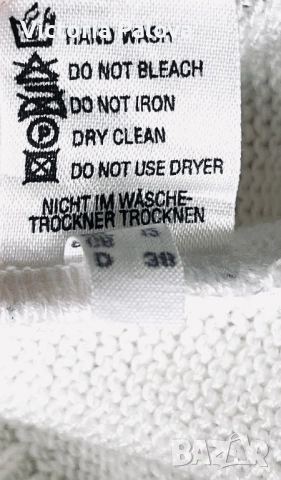 HAND WASH
DO NOT BLEACH
DO NOT IRON
P
DRY CLEAN
DO NOT USE DRYER
NICHT IM WÄSCHE-
TROCKNER TROCKNEN
GB
D 38
BAZAR